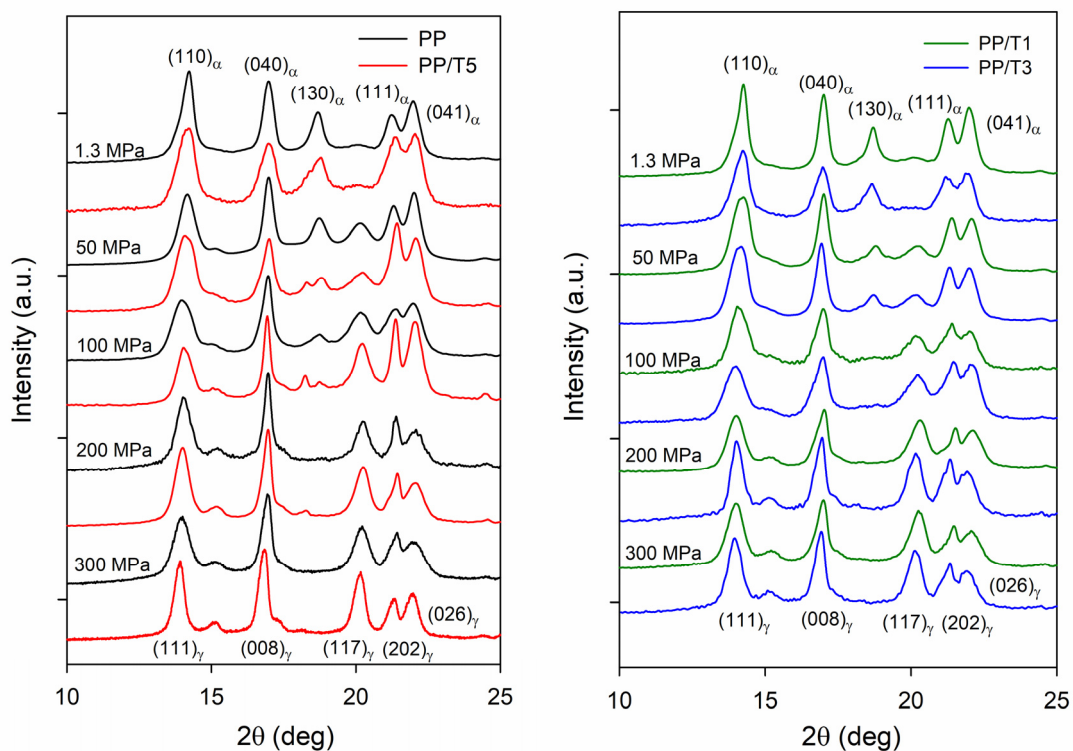 PP
PP/T5
(110)α
(040)α
(130)α
(111)α
(041)α
1.3 MPa
50 MPa
100 MPa
200 MPa
300 MPa
(111)γ
(008)γ
(117)γ
(202)γ
(026)γ
10
15
20
25
2θ (deg)
Intensity (a.u.)
PP/T1
PP/T3
(110)α
(040)α
(130)α
(111)α
(041)α
1.3 MPa
50 MPa
100 MPa
200 MPa
300 MPa
(111)γ
(008)γ
(117)γ
(202)γ
(026)γ
10
15
20
25
2θ (deg)
Intensity (a.u.)